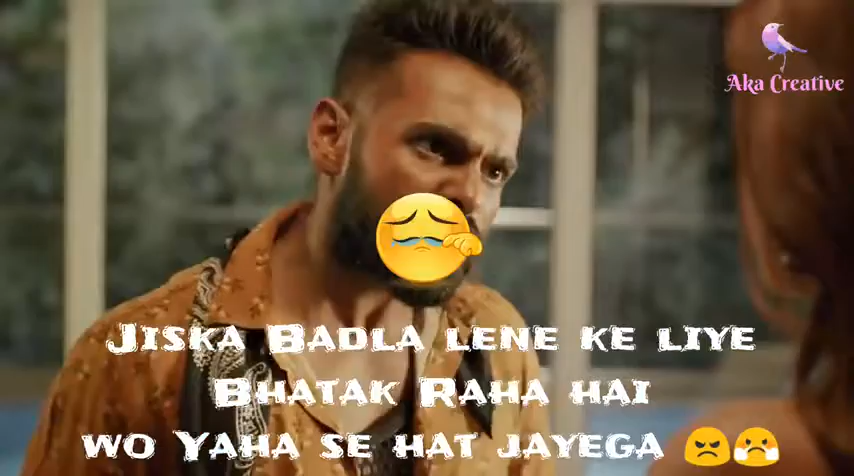 Aka Creative
Jiska Badla lene ke liye
Bhatak Raha hai
wo Yaha se hat jayega 😠😤